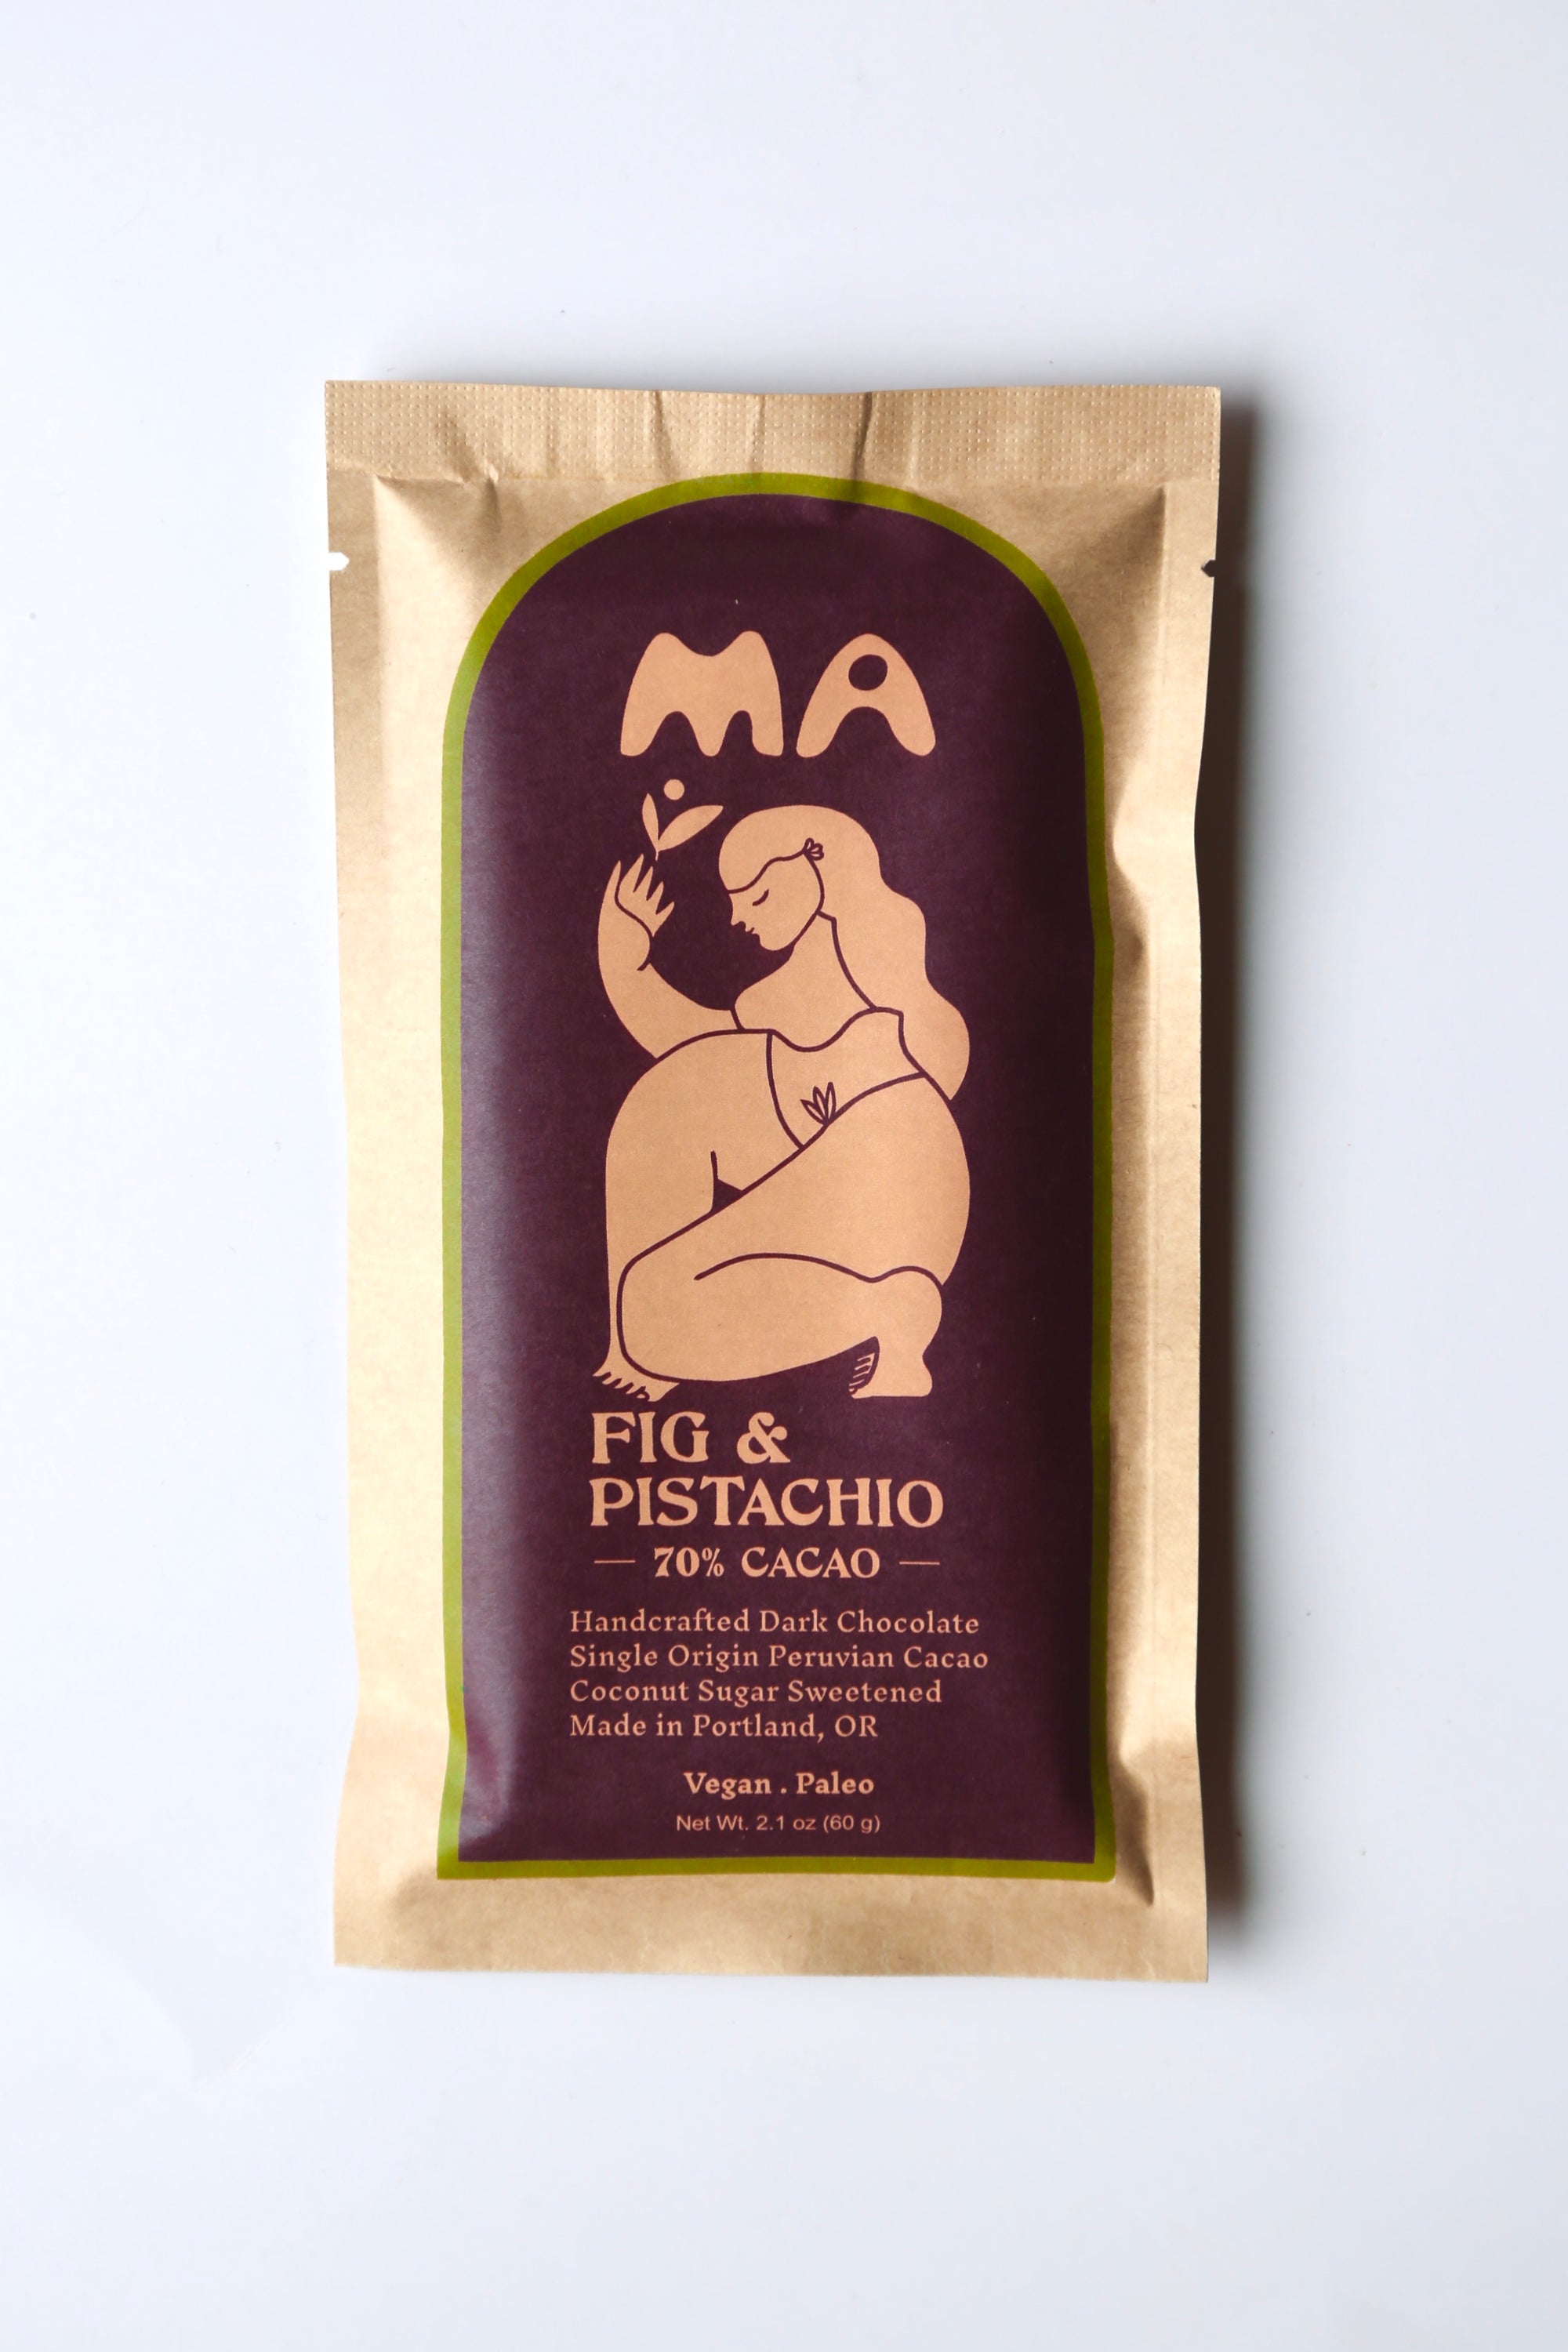 MA
FIG &
PISTACHIO
— 70% CACAO —
Handcrafted Dark Chocolate
Single Origin Peruvian Cacao
Coconut Sugar Sweetened
Made in Portland, OR
Vegan . Paleo
Net Wt. 2.1 oz (60 g)